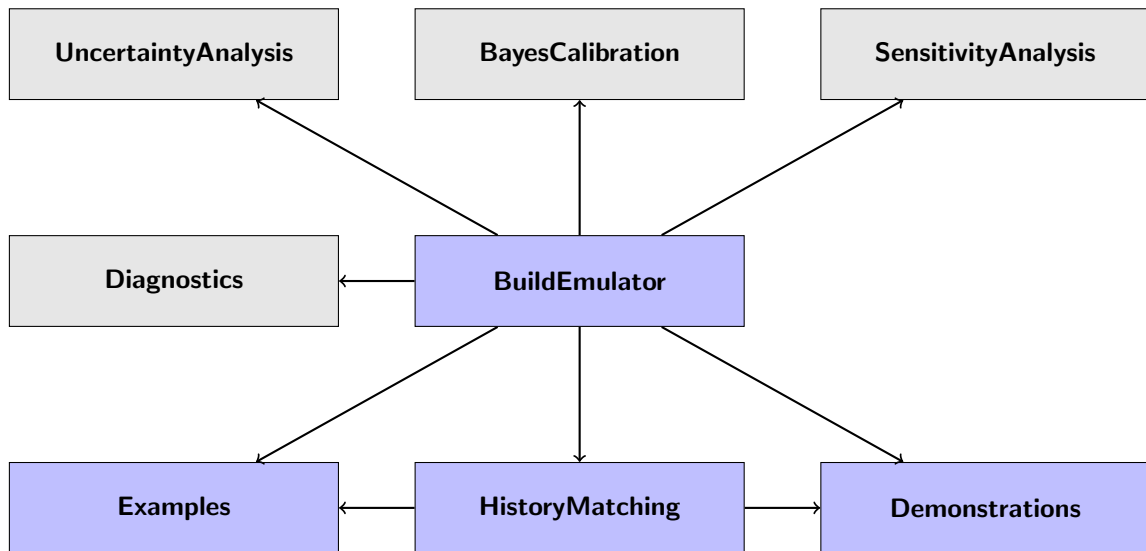 UncertaintyAnalysis
BayesCalibration
SensitivityAnalysis
Diagnostics
BuildEmulator
Examples
HistoryMatching
Demonstrations